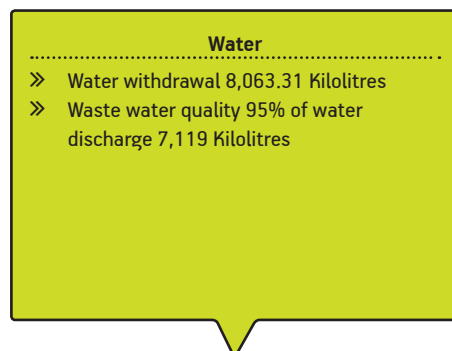 Water
» Water withdrawal 8,063.31 Kilolitres
» Waste water quality 95% of water
discharge 7,119 Kilolitres